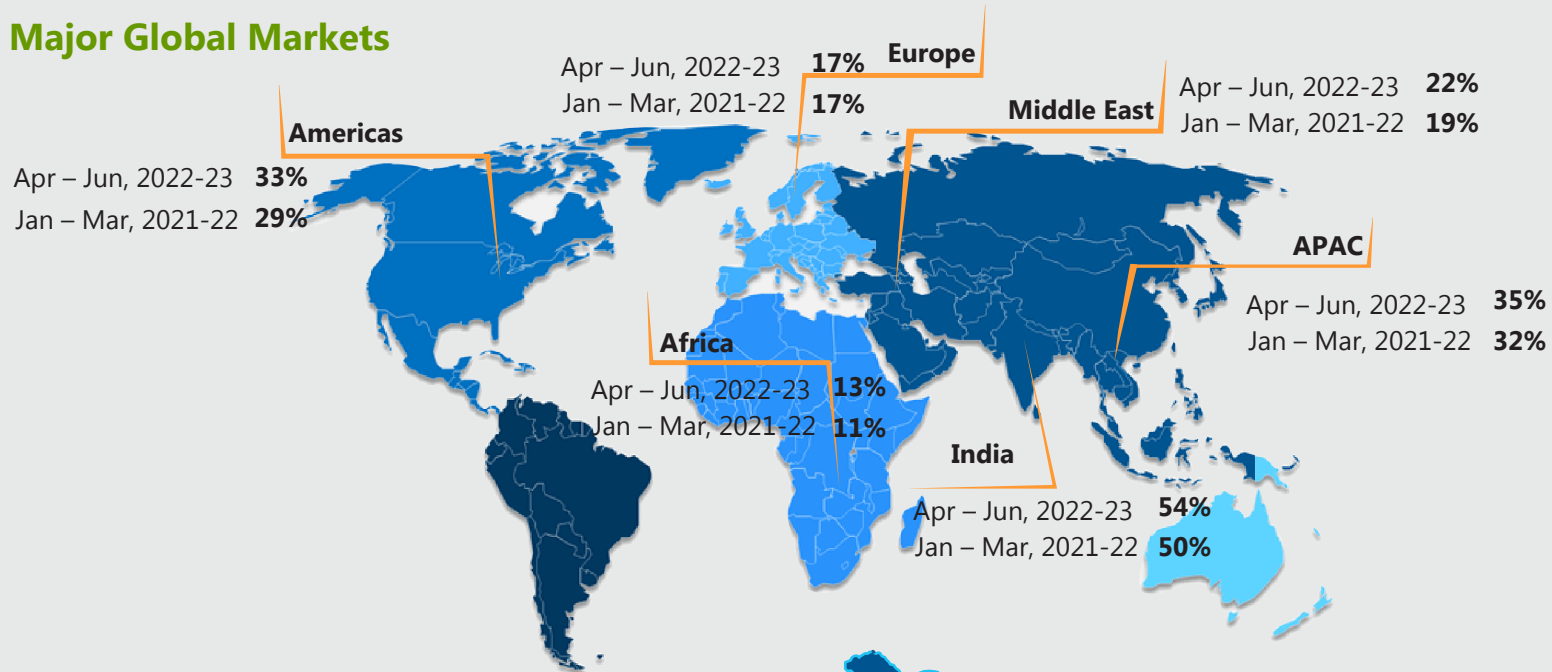 Major Global Markets
Europe
Apr – Jun, 2022-23 17%
Jan – Mar, 2021-22 17%
Middle East
Apr – Jun, 2022-23 22%
Jan – Mar, 2021-22 19%
Americas
Apr – Jun, 2022-23 33%
Jan – Mar, 2021-22 29%
APAC
Apr – Jun, 2022-23 35%
Jan – Mar, 2021-22 32%
Africa
Apr – Jun, 2022-23 13%
Jan – Mar, 2021-22 11%
India
Apr – Jun, 2022-23 54%
Jan – Mar, 2021-22 50%